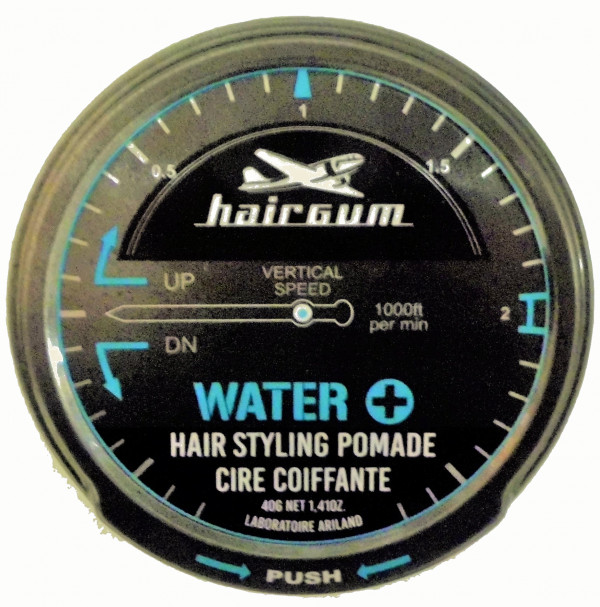 1
0.5
1.5
hairgum
UP
VERTICAL
SPEED
1000ft
per min
2
DN
WATER +
HAIR STYLING POMADE
CIRE COIFFANTE
40G NET 1,41OZ.
LABORATOIRE ARILAND
PUSH